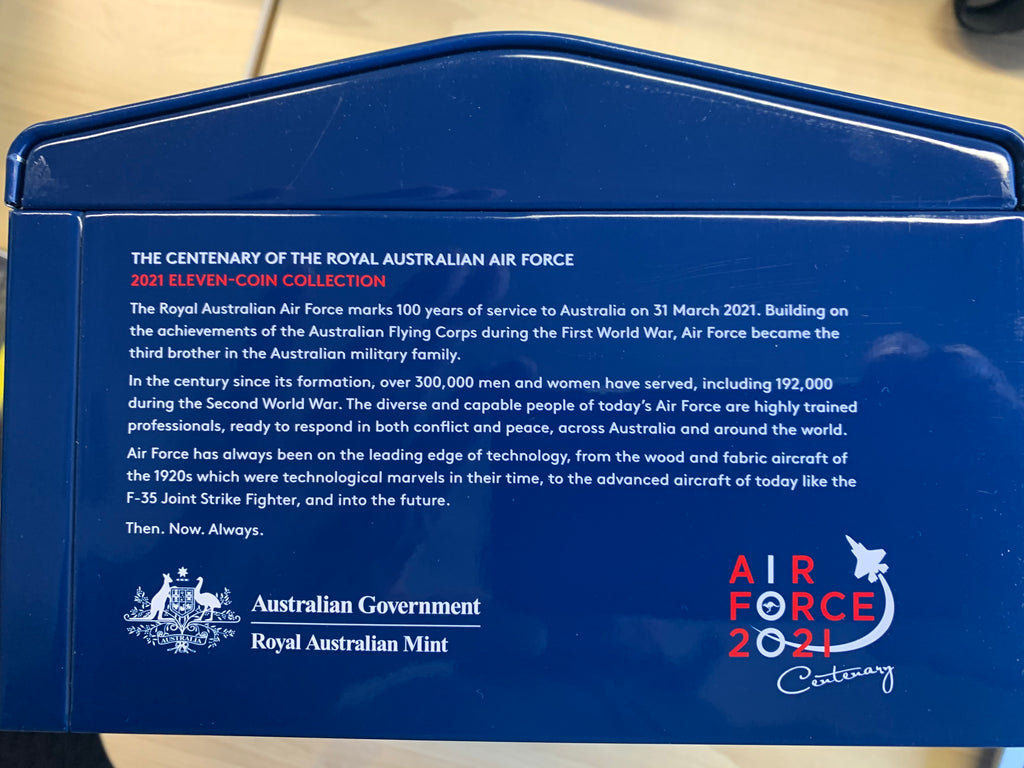 THE CENTENARY OF THE ROYAL AUSTRALIAN AIR FORCE
2021 ELEVEN-COIN COLLECTION
The Royal Australian Air Force marks 100 years of service to Australia on 31 March 2021. Building on
the achievements of the Australian Flying Corps during the First World War, Air Force became the
third brother in the Australian military family.
In the century since its formation, over 300,000 men and women have served, including 192,000
during the Second World War. The diverse and capable people of today's Air Force are highly trained
professionals, ready to respond in both conflict and peace, across Australia and around the world.
Air Force has always been on the leading edge of technology, from the wood and fabric aircraft of
the 1920s which were technological marvels in their time, to the advanced aircraft of today like the
F-35 Joint Strike Fighter, and into the future.
Then. Now. Always.
AUSTRALIA
Australian Government
Royal Australian Mint
AIR
FORCE
2021
Centenary